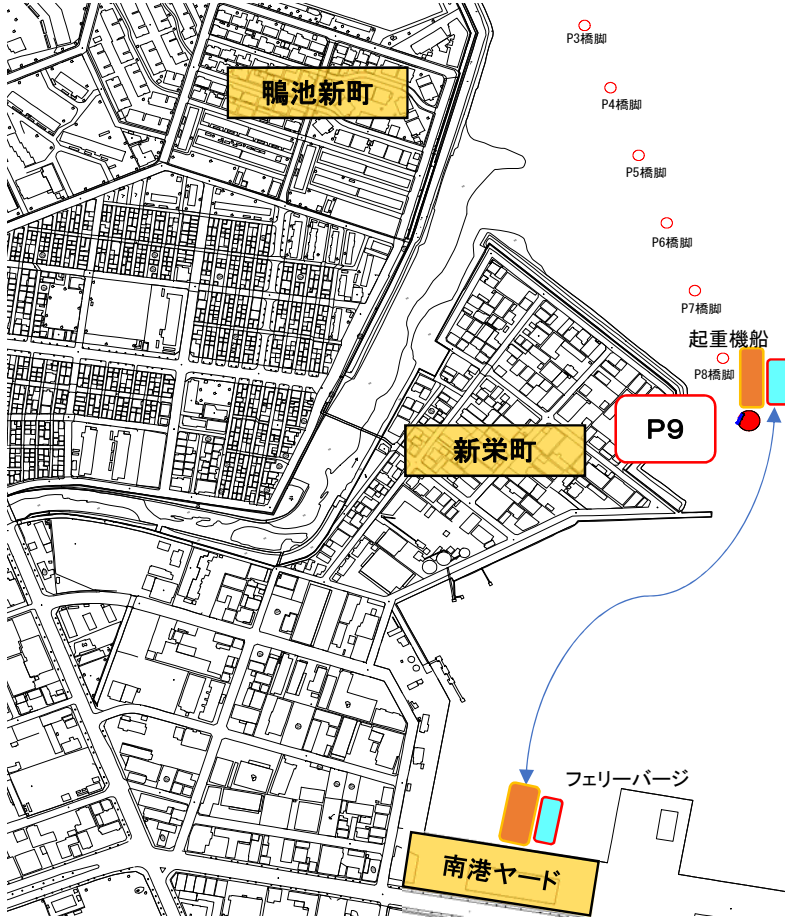 P3橋脚
鴨池新町
P4橋脚
P5橋脚
P6橋脚
P7橋脚
起重機船
P8橋脚
P9
新栄町
フェリーバージ
南港ヤード